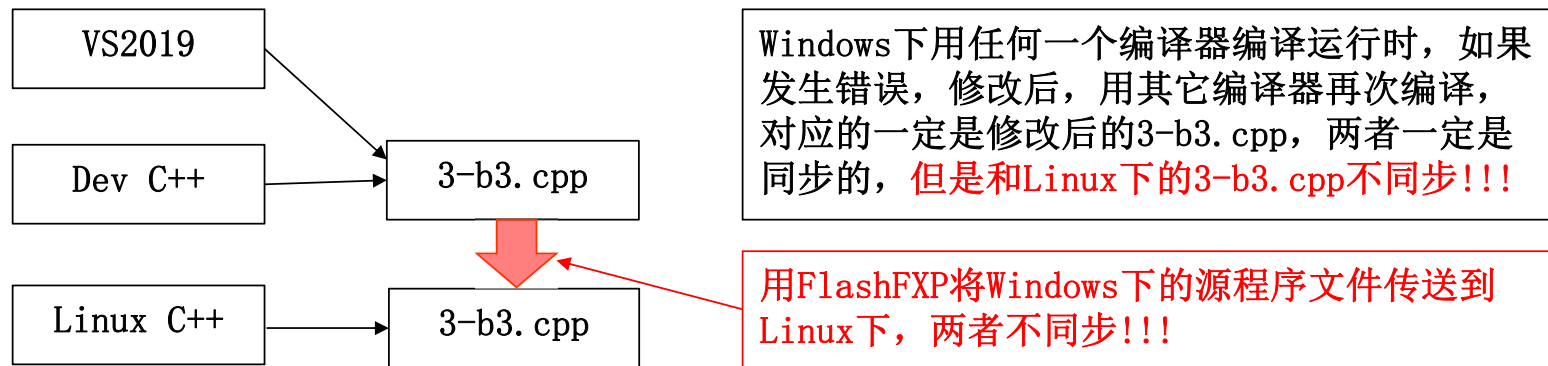 VS2019
Dev C++
Linux C++
3-b3.cpp
3-b3.cpp
Windows下用任何一个编译器编译运行时，如果
发生错误，修改后，用其它编译器再次编译，
对应的一定是修改后的3-b3.cpp，两者一定是
同步的，但是和Linux下的3-b3.cpp不同步!!!
用FlashFXP将Windows下的源程序文件传送到
Linux下，两者不同步!!!